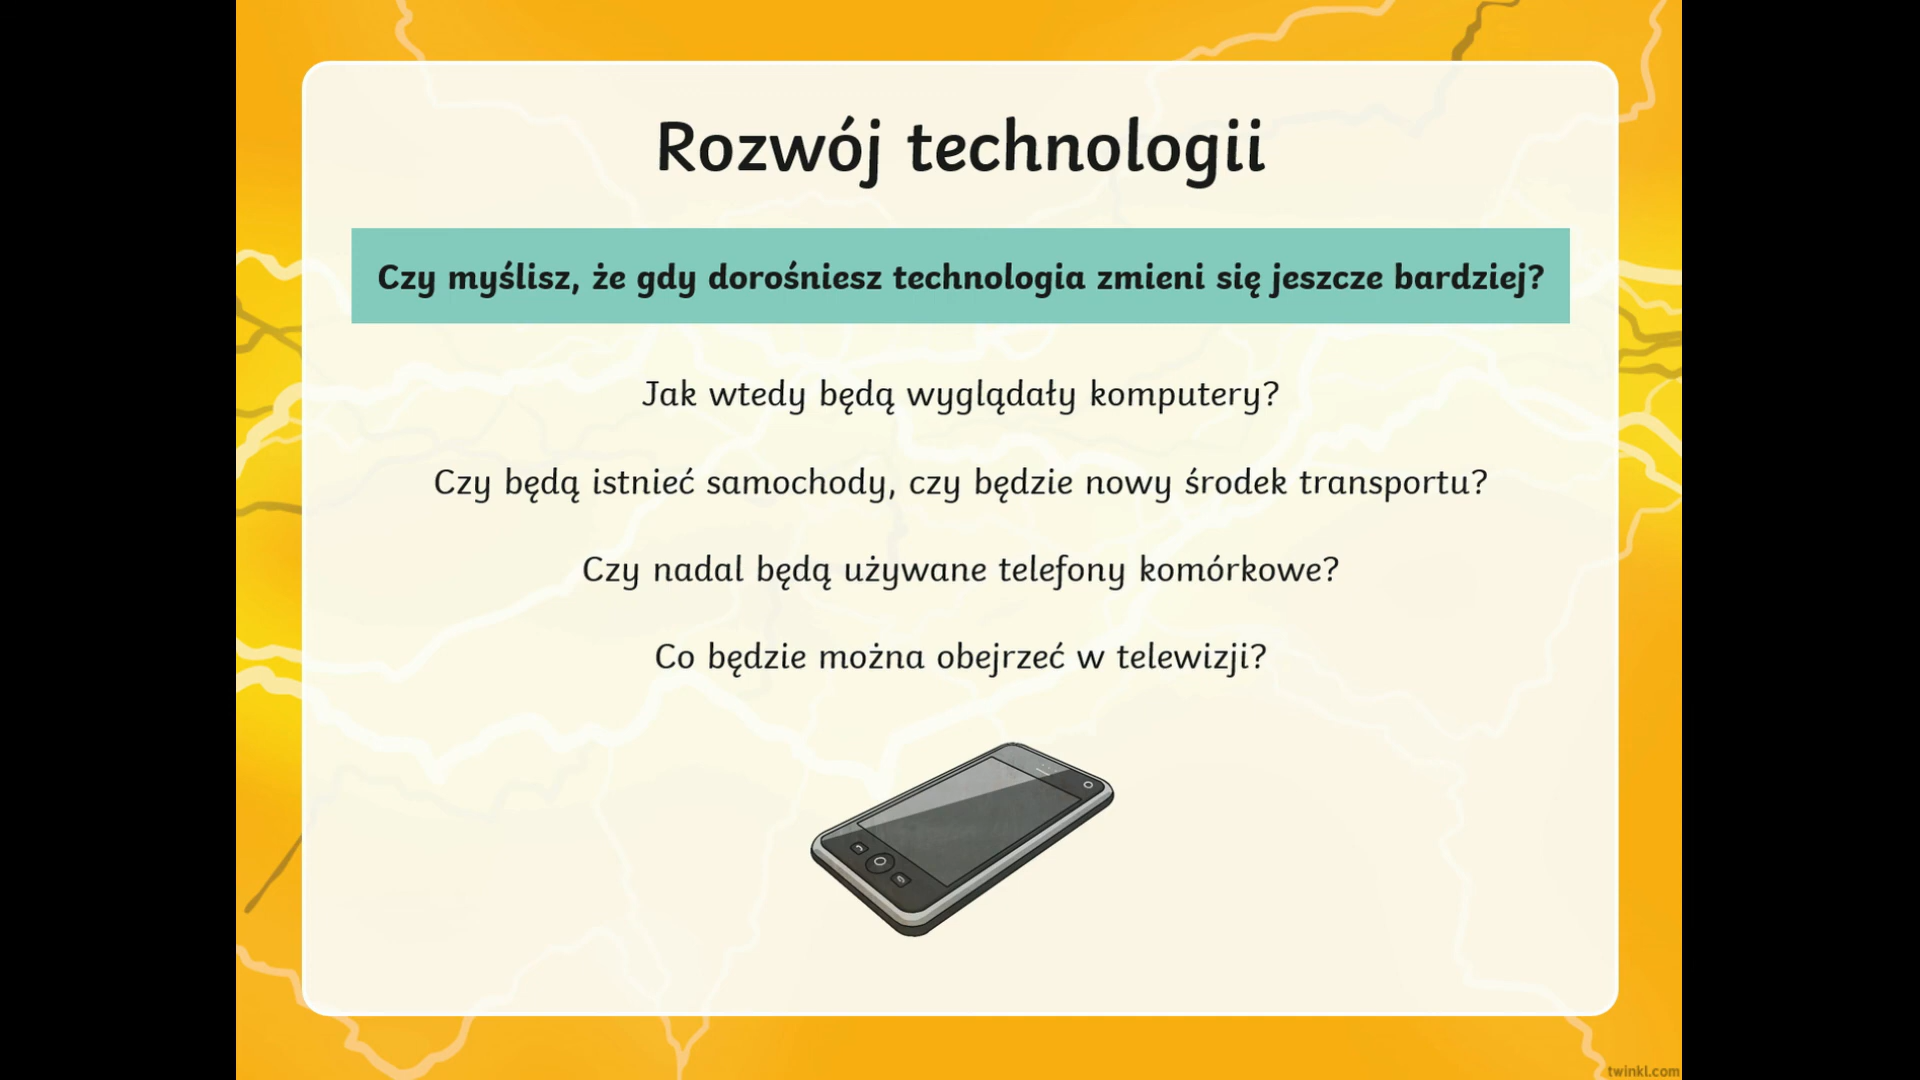 Rozwój technologii
Czy myślisz, że gdy dorośniesz technologia zmieni się jeszcze bardziej?
Jak wtedy będą wyglądały komputery?
Czy będą istnieć samochody, czy będzie nowy środek transportu?
Czy nadal będą używane telefony komórkowe?
Co będzie można obejrzeć w telewizji?
twinkl.com